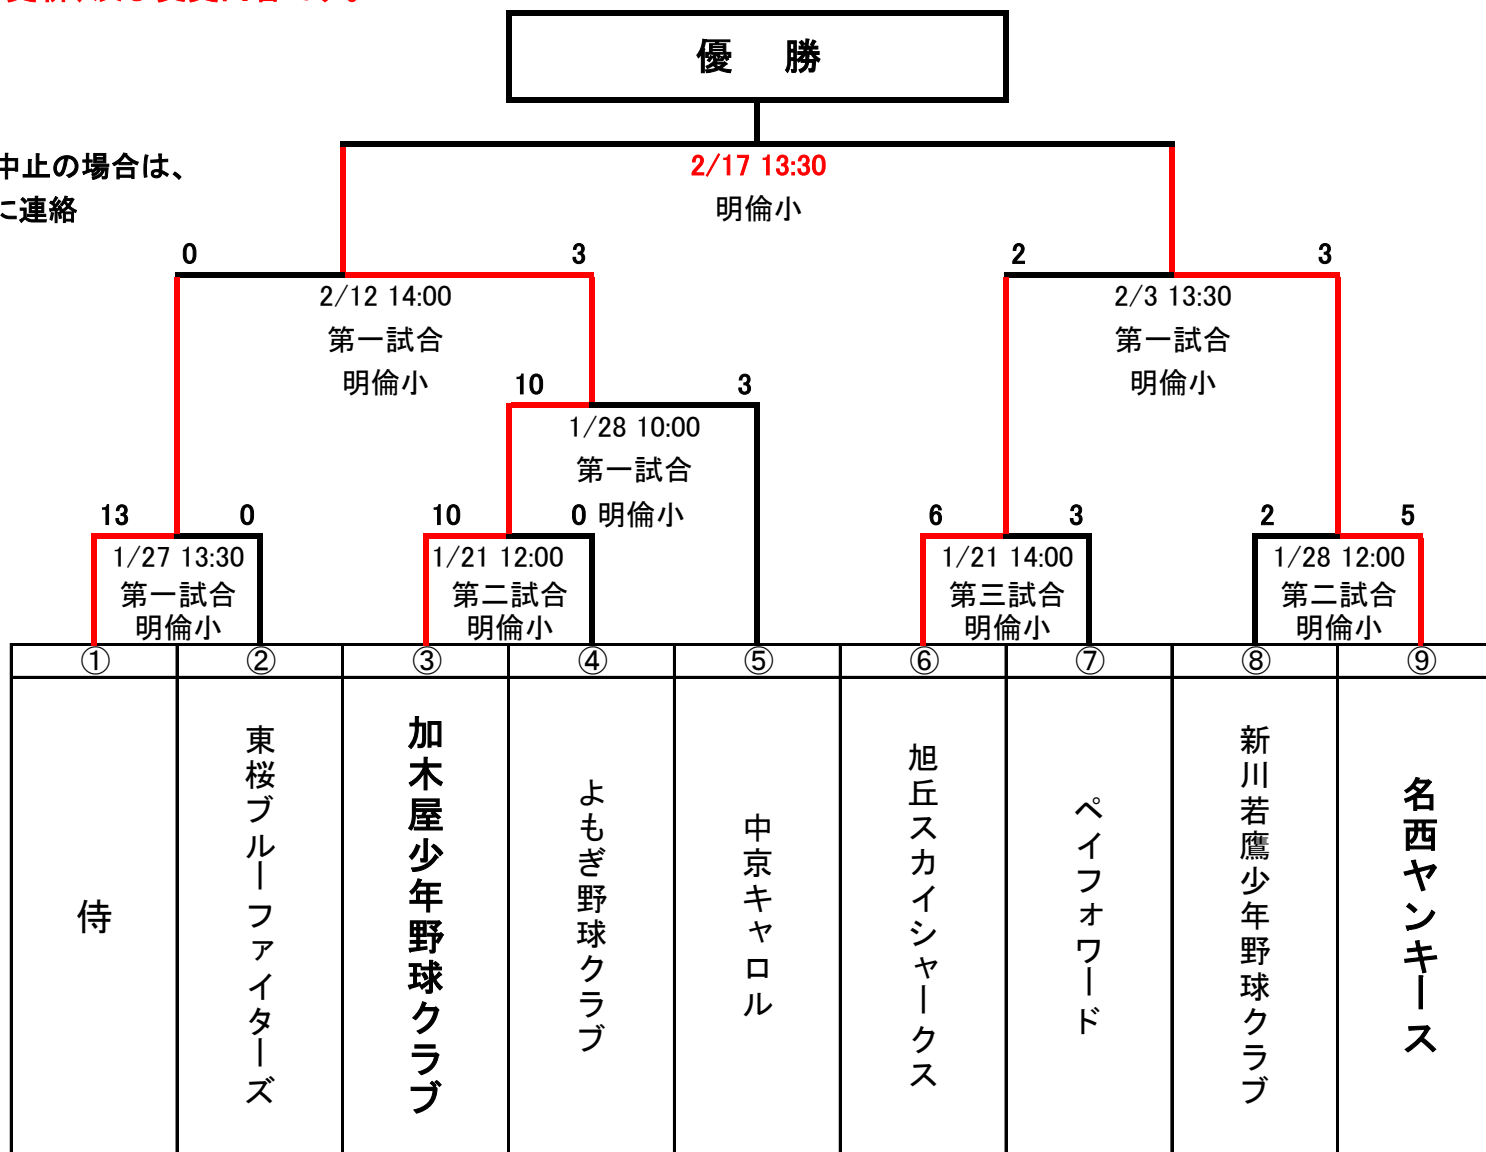 優　勝
中止の場合は、
に連絡
2/17 13:30
明倫小
0
3
2/12 14:00
第一試合
明倫小
2
3
2/3 13:30
第一試合
明倫小
10
3
1/28 10:00
第一試合
明倫小
13
0
1/27 13:30
第一試合
明倫小
10
0
1/21 12:00
第二試合
明倫小
6
3
1/21 14:00
第三試合
明倫小
2
5
1/28 12:00
第二試合
明倫小
①
②
③
④
⑤
⑥
⑦
⑧
⑨
侍
東桜ブルーファイターズ
加木屋少年野球クラブ
よもぎ野球クラブ
中京キャロル
旭丘スカイシャークス
ペイフォワード
新川若鷹少年野球クラブ
名西ヤンキース